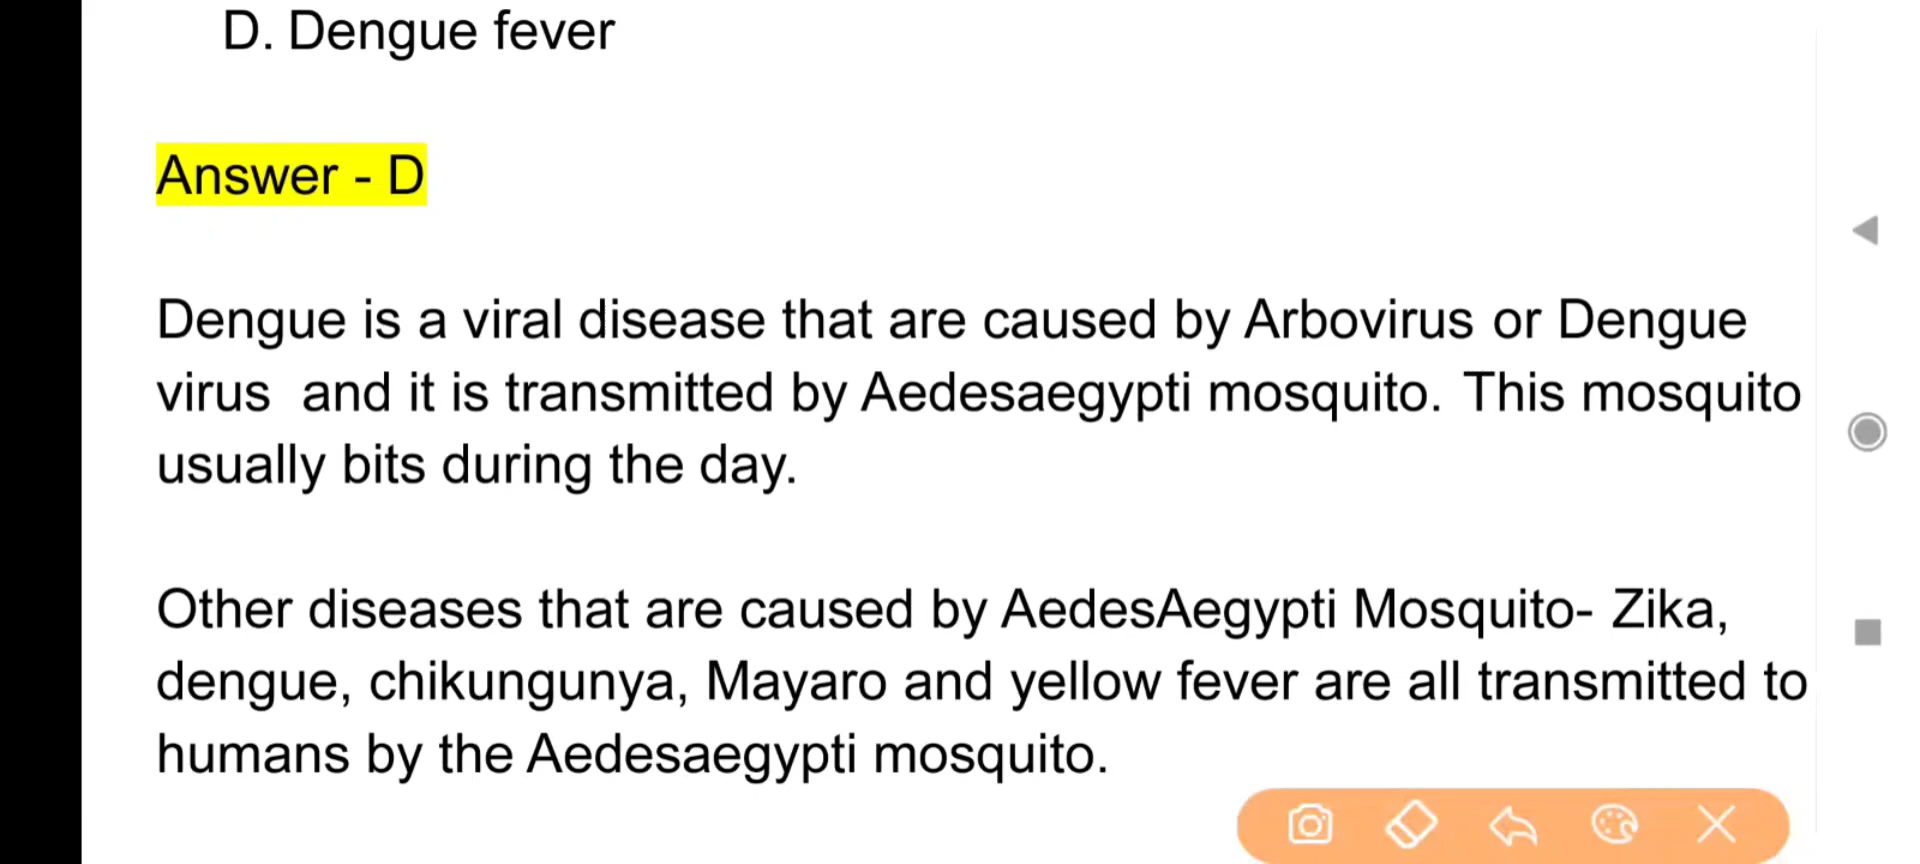 D. Dengue fever
Answer - D
Dengue is a viral disease that are caused by Arbovirus or Dengue
virus  and it is transmitted by Aedesaegypti mosquito. This mosquito
usually bits during the day.
Other diseases that are caused by AedesAegypti Mosquito- Zika,
dengue, chikungunya, Mayaro and yellow fever are all transmitted to
humans by the Aedesaegypti mosquito.